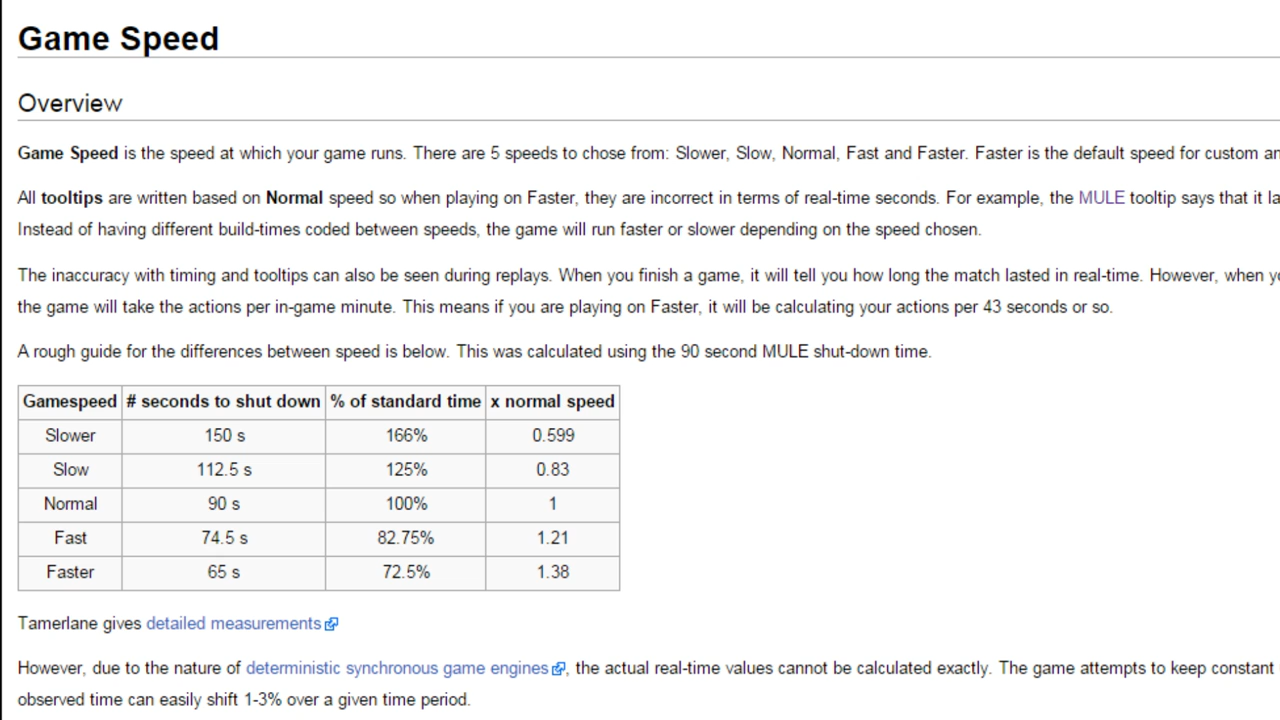 Game Speed
Overview
Game Speed is the speed at which your game runs. There are 5 speeds to chose from: Slower, Slow, Normal, Fast and Faster. Faster is the default speed for custom
All tooltips are written based on Normal speed so when playing on Faster, they are incorrect in terms of real-time seconds. For example, the MULE tooltip says that it
Instead of having different build-times coded between speeds, the game will run faster or slower depending on the speed chosen.
The inaccuracy with timing and tooltips can also be seen during replays. When you finish a game, it will tell you how long the match lasted in real-time. However, when
the game will take the actions per in-game minute. This means if you are playing on Faster, it will be calculating your actions per 43 seconds or so.
A rough guide for the differences between speed is below. This was calculated using the 90 second MULE shut-down time.
Gamespeed # seconds to shut down % of standard time x normal speed
Slower 150 s 166% 0.599
Slow 112.5 s 125% 0.83
Normal 90 s 100% 1
Fast 74.5 s 82.75% 1.21
Faster 65 s 72.5% 1.38
Tamerlane gives detailed measurements
However, due to the nature of deterministic synchronous game engines, the actual real-time values cannot be calculated exactly. The game attempts to keep constant
observed time can easily shift 1-3% over a given time period.